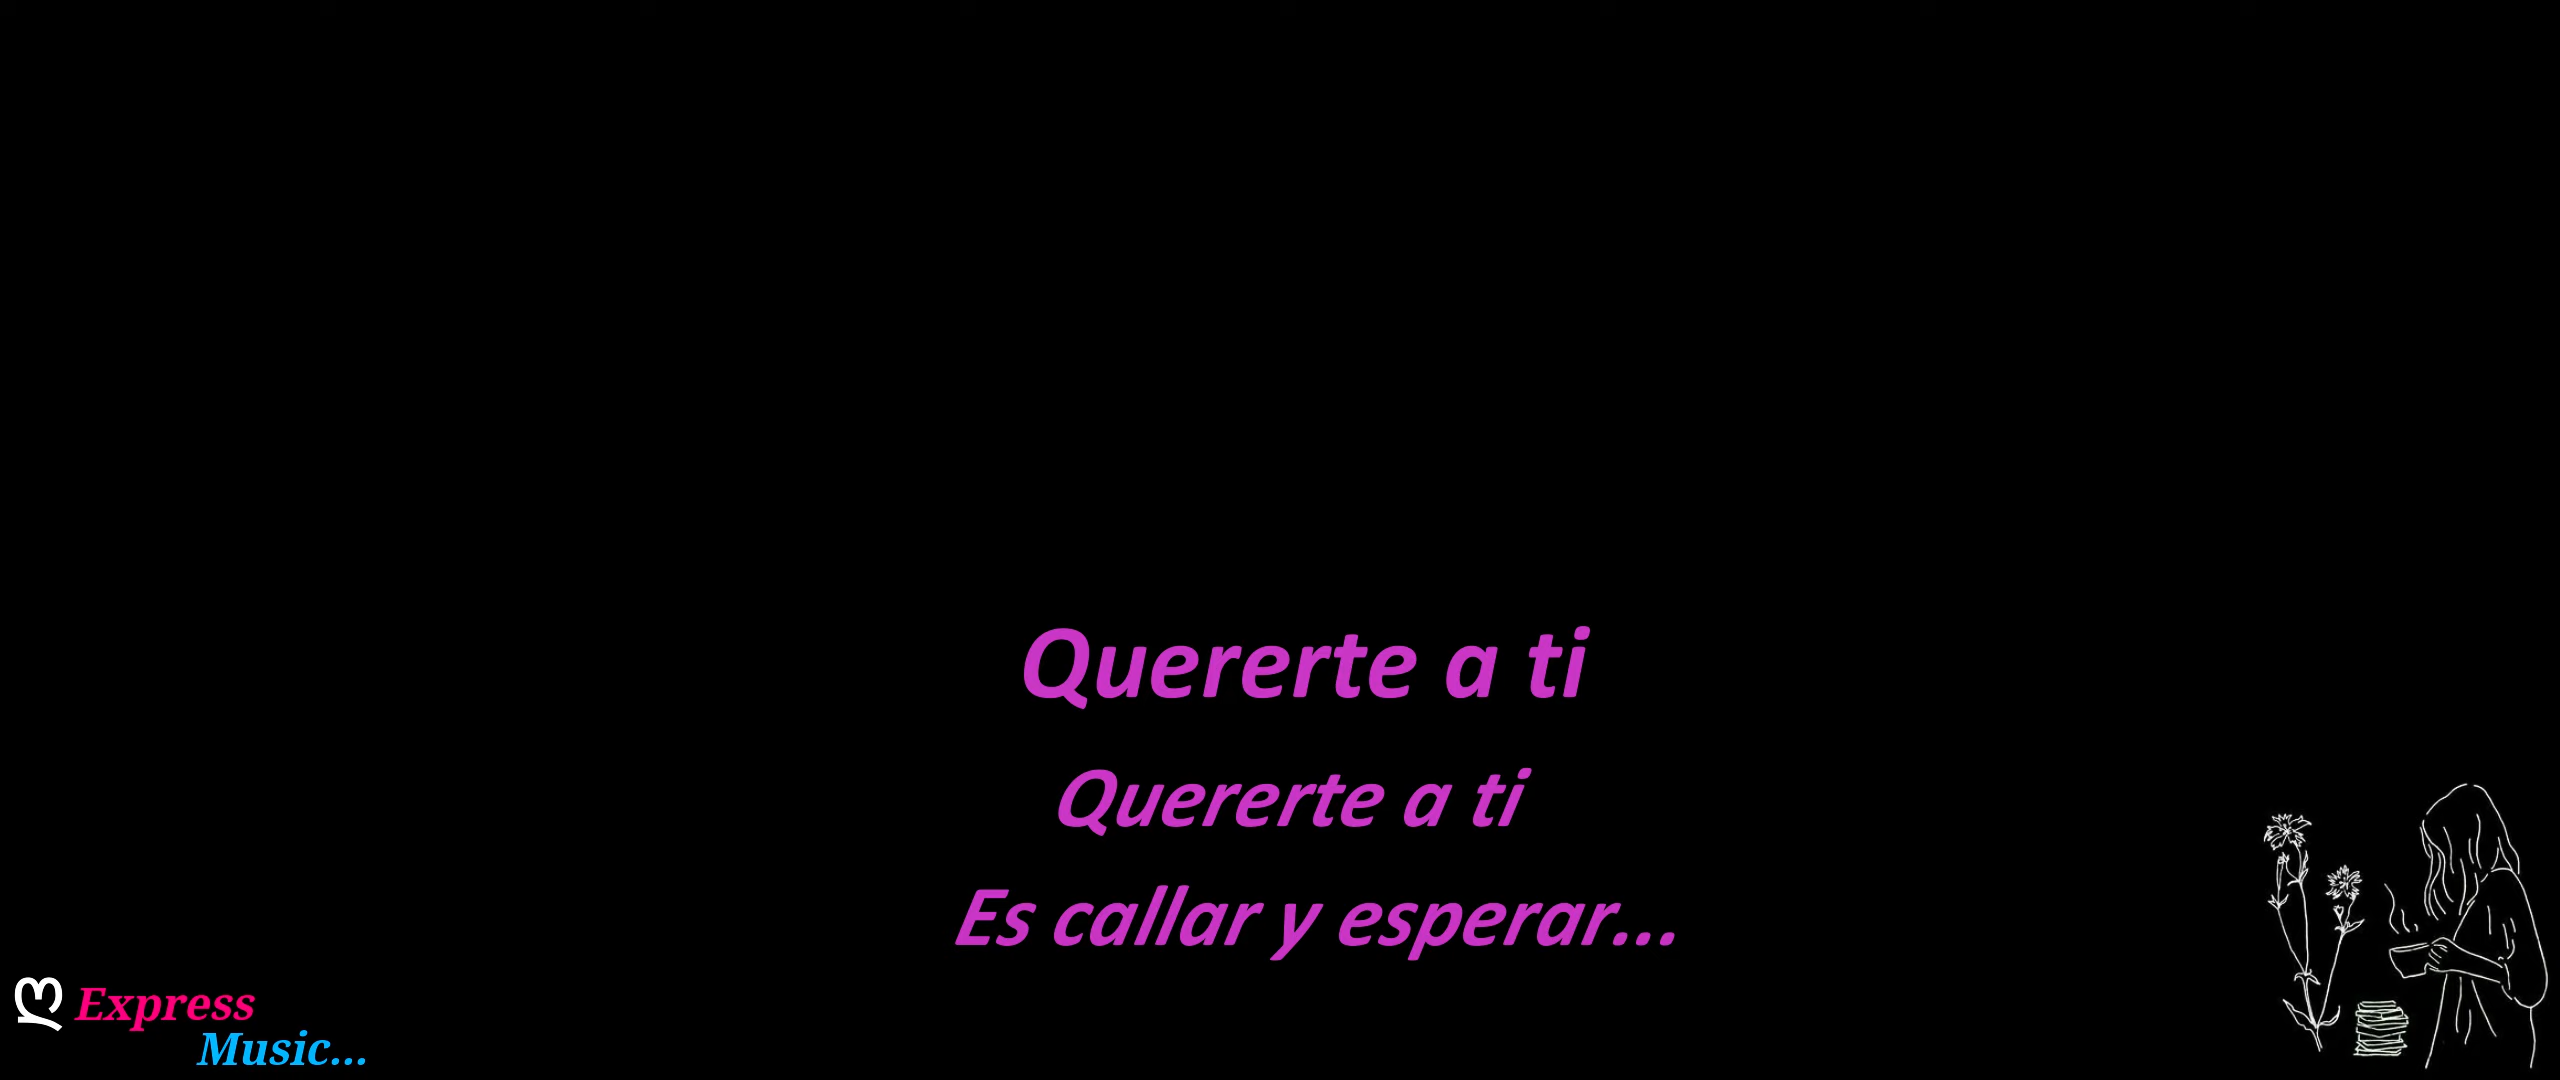 Quererte a ti
Quererte a ti
Es callar y esperar...
ღ Express
Music...